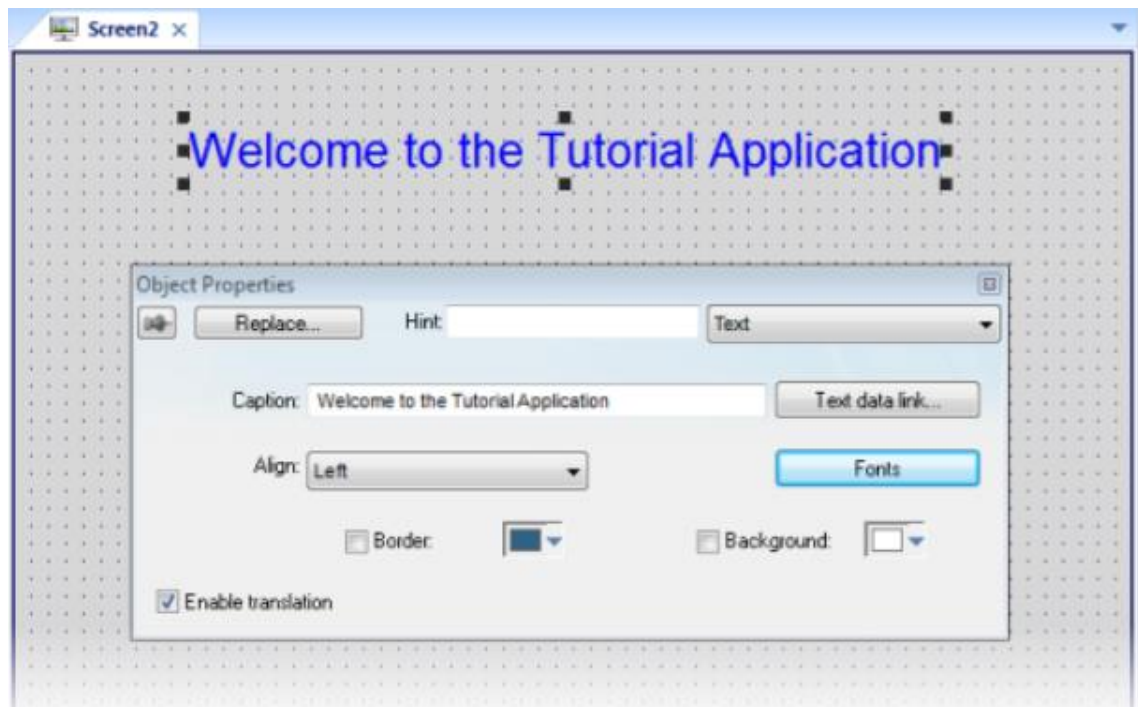 Screen2
Welcome to the Tutorial Application
Object Properties
Replace... Hint: Text
Caption: Welcome to the Tutorial Application Text data link...
Align: Left Fonts
Border: Background:
Enable translation